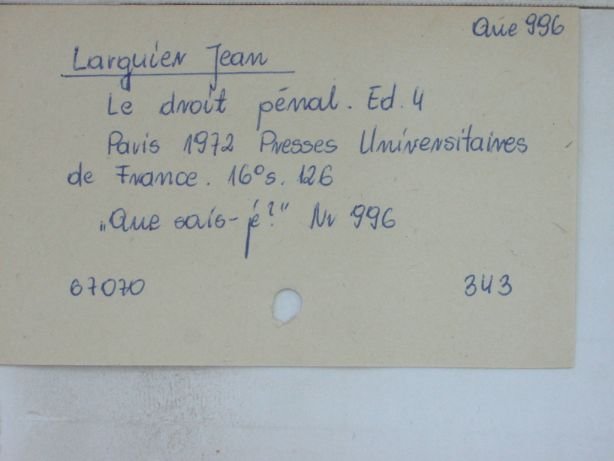 Que 996
Larguier Jean
Le droit pénal. Ed. 4
Paris 1972 Presses Universitaires
de France. 16° s. 126
„Que sais-jé?" Nr 996
67070 343